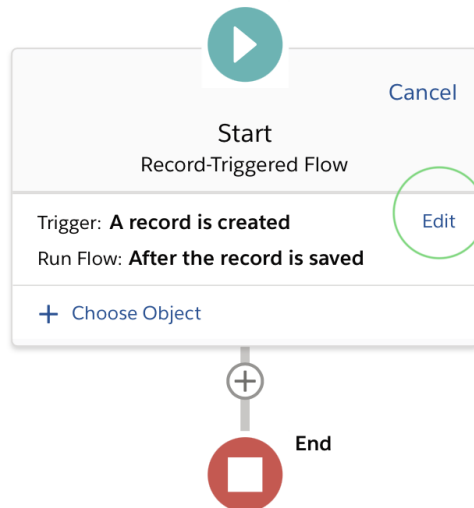 Cancel
Start
Record-Triggered Flow
Trigger: A record is created
Edit
Run Flow: After the record is saved
+ Choose Object
End